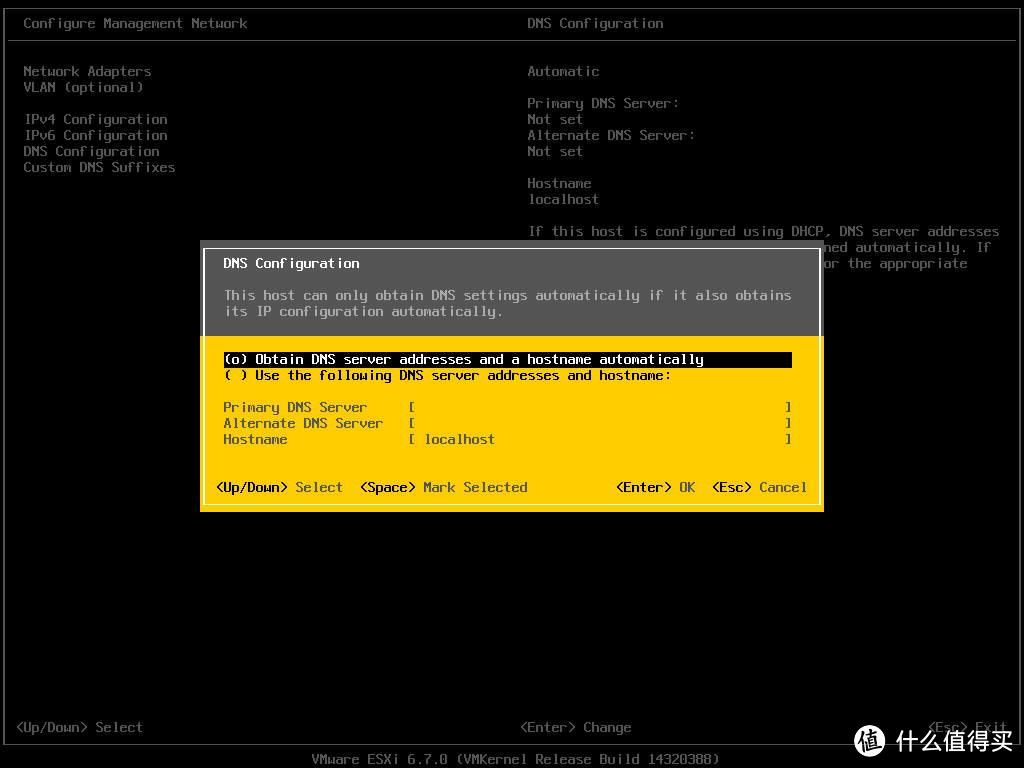 Configure Management Network
DNS Configuration
Network Adapters
VLAN (optional)
IPv4 Configuration
IPv6 Configuration
DNS Configuration
Custom DNS Suffixes
Automatic
Primary DNS Server:
Not set
Alternate DNS Server:
Not set
Hostname
localhost
If this host is configured using DHCP, DNS server addresses
ned automatically. If
or the appropriate
DNS Configuration
This host can only obtain DNS settings automatically if it also obtains
its IP configuration automatically.
(o) Obtain DNS server addresses and a hostname automatically
( ) Use the following DNS server addresses and hostname:
Primary DNS Server [ ]
Alternate DNS Server [ ]
Hostname [ localhost ]
<Up/Down> Select <Space> Mark Selected <Enter> OK <Esc> Cancel
<Up/Down> Select <Enter> Change <Esc> Exit
值 什么值得买
VMware ESXi 6.7.0 (VMKernel Release Build 14320388)